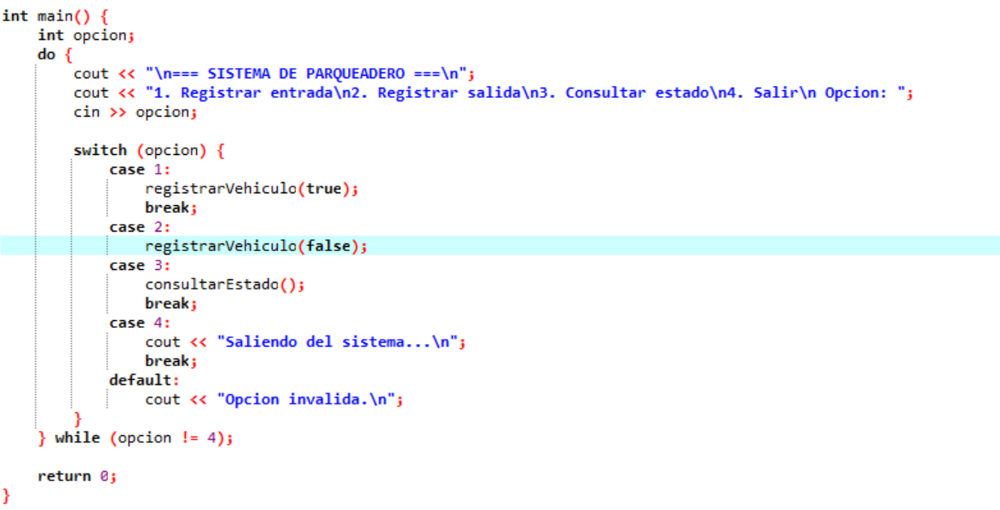 int main() {
    int opcion;
    do {
        cout << "\n=== SISTEMA DE PARQUEADERO ===\n";
        cout << "1. Registrar entrada\n2. Registrar salida\n3. Consultar estado\n4. Salir\n Opcion: ";
        cin >> opcion;

        switch (opcion) {
            case 1:
                registrarVehiculo(true);
                break;
            case 2:
                registrarVehiculo(false);
            case 3:
                consultarEstado();
                break;
            case 4:
                cout << "Saliendo del sistema...\n";
                break;
            default:
                cout << "Opcion invalida.\n";
        }
    } while (opcion != 4);

    return 0;
}